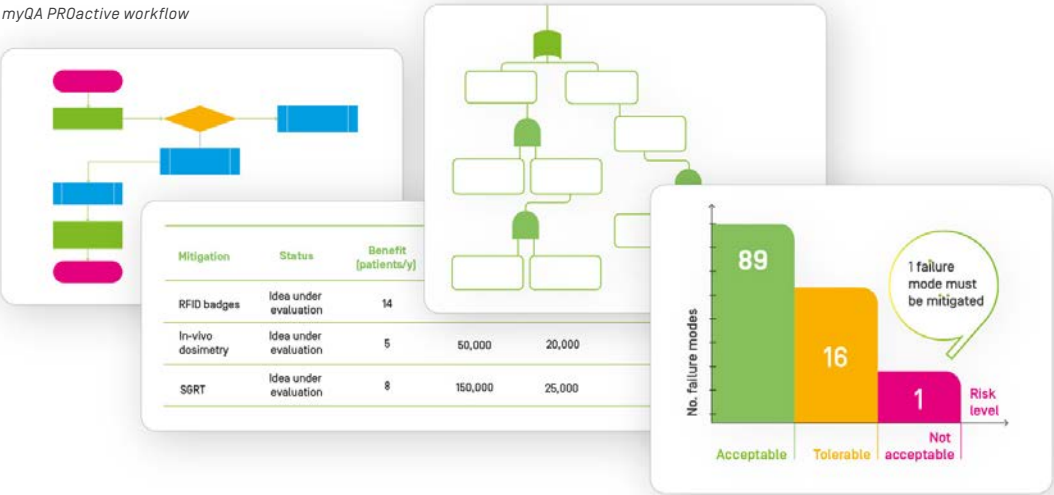 myQA PROactive workflow
Mitigation Status Benefit
(patients/y)
RFID badges Idea under
evaluation 14
In-vivo
dosimetry Idea under
evaluation 5 50,000 20,000
SGRT Idea under
evaluation 8 150,000 25,000
No. failure modes
89
16
1
1 failure
mode must
be mitigated
Risk
level
Acceptable
Tolerable
Not
acceptable